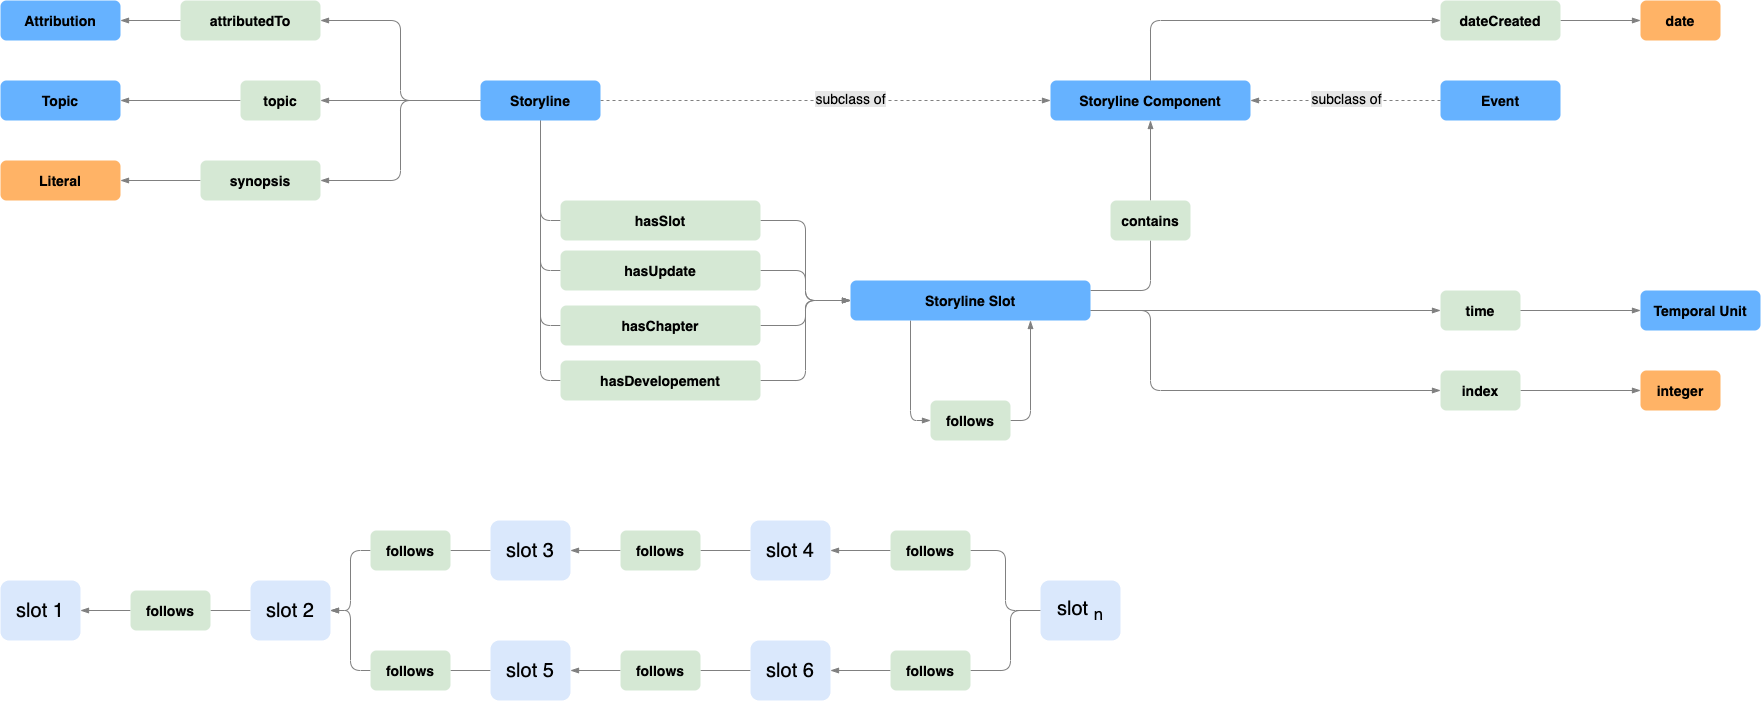 Attribution
attributedTo
dateCreated
date
Topic
topic
Storyline
subclass of
Storyline Component
subclass of
Event
Literal
synopsis
hasSlot
contains
hasUpdate
Storyline Slot
time
Temporal Unit
hasChapter
hasDevelopement
index
integer
follows
follows
slot 3
follows
slot 4
follows
slot 1
follows
slot 2
slot n
follows
slot 5
follows
slot 6
follows